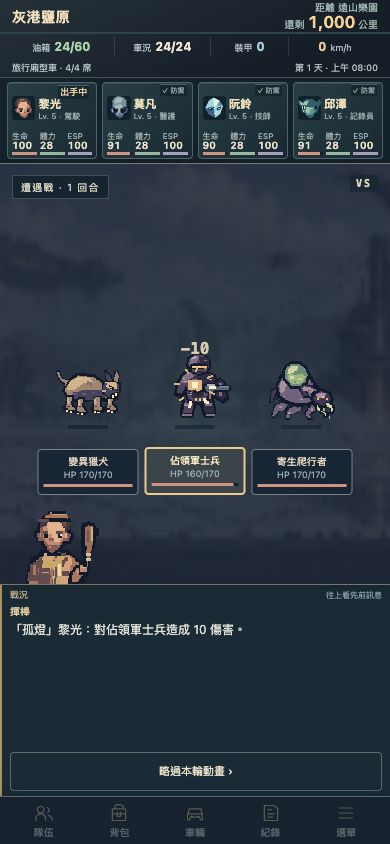 灰港鹽原
距離 遠山樂園
還剩 1,000 公里
油箱 24/60 車況 24/24 裝甲 0 0 km/h
旅行廂型車 · 4/4 席 第 1 天 · 上午 08:00
出手中 ✓ 防禦 ✓ 防禦 ✓ 防禦
黎光 莫凡 阮鈴 邱澤
Lv. 5 · 駕駛 Lv. 5 · 醫護 Lv. 5 · 技師 Lv. 5 · 記錄員
生命 體力 ESP 生命 體力 ESP 生命 體力 ESP 生命 體力 ESP
100 28 100 91 28 100 90 28 100 91 28 100
遭遇戰 · 1 回合 VS
-10
變異獵犬 佔領軍士兵 寄生爬行者
HP 170/170 HP 160/170 HP 170/170
戰況 往上看先前訊息
揮棒
「孤燈」黎光：對佔領軍士兵造成 10 傷害。
略過本輪動畫 ›
隊伍 背包 車輛 紀錄 選單